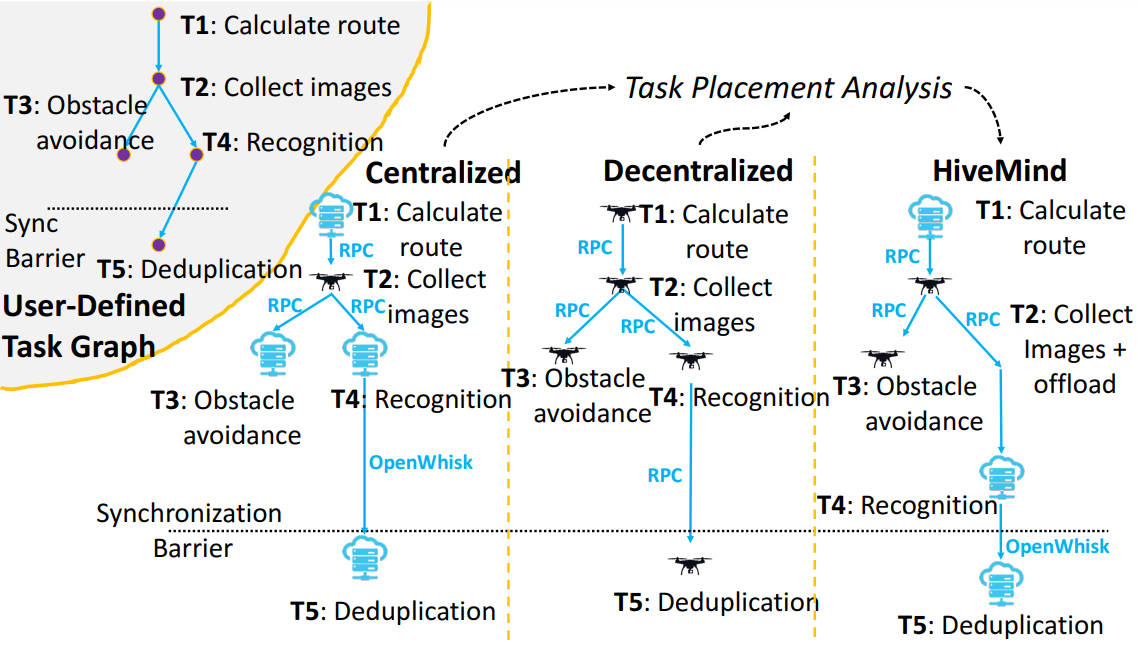 T1: Calculate route
T2: Collect images
T3: Obstacle
avoidance
T4: Recognition
Sync
Barrier
T5: Deduplication
User-Defined
Task Graph
Task Placement Analysis
Centralized
T1: Calculate
route
RPC
T2: Collect
images
RPC
RPC
T3: Obstacle
avoidance
T4: Recognition
OpenWhisk
Synchronization
Barrier
T5: Deduplication
Decentralized
T1: Calculate
route
RPC
T2: Collect
images
RPC
RPC
T3: Obstacle
avoidance
T4: Recognition
RPC
T5: Deduplication
HiveMind
T1: Calculate
route
RPC
RPC
RPC
T2: Collect
Images +
offload
T3: Obstacle
avoidance
T4: Recognition
OpenWhisk
T5: Deduplication